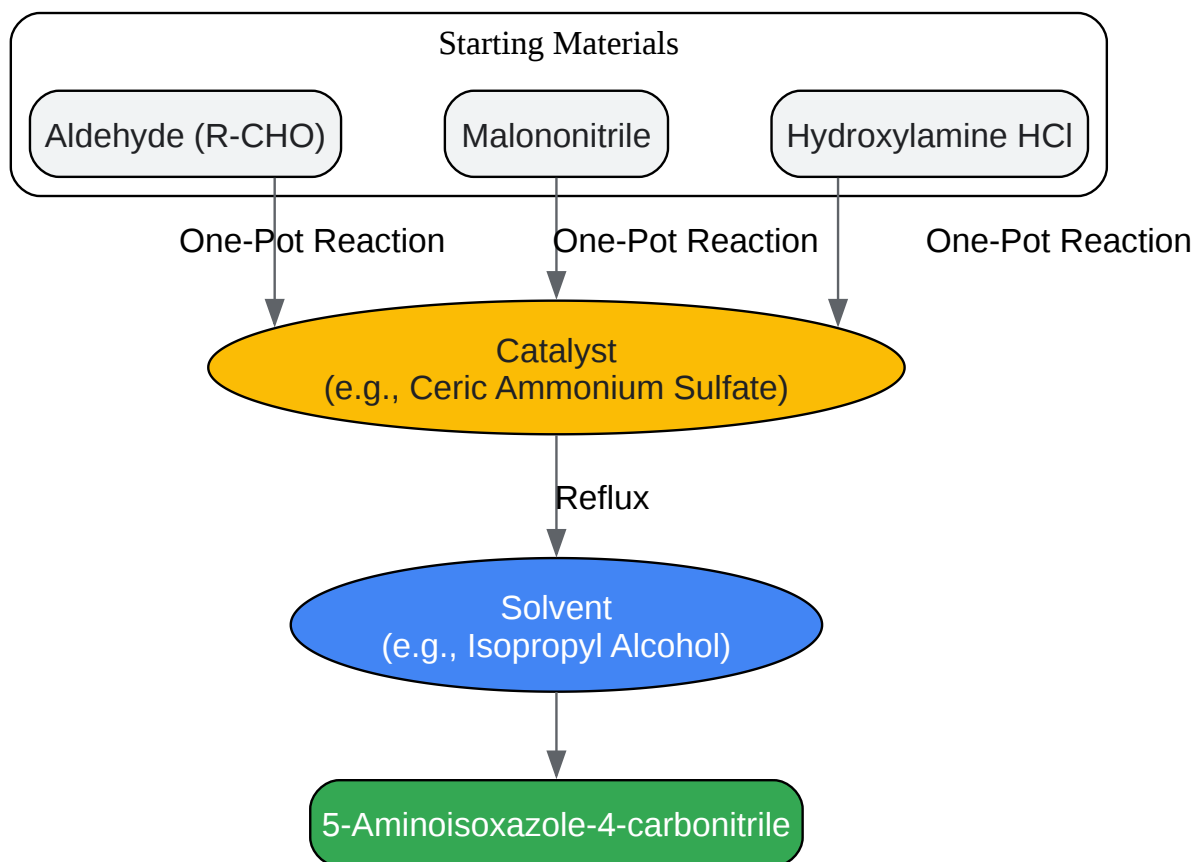 Starting Materials
Aldehyde (R-CHO)
Malononitrile
Hydroxylamine HCl
One-Pot Reaction
One-Pot Reaction
One-Pot Reaction
Catalyst
(e.g., Ceric Ammonium Sulfate)
Reflux
Solvent
(e.g., Isopropyl Alcohol)
5-Aminoisoxazole-4-carbonitrile